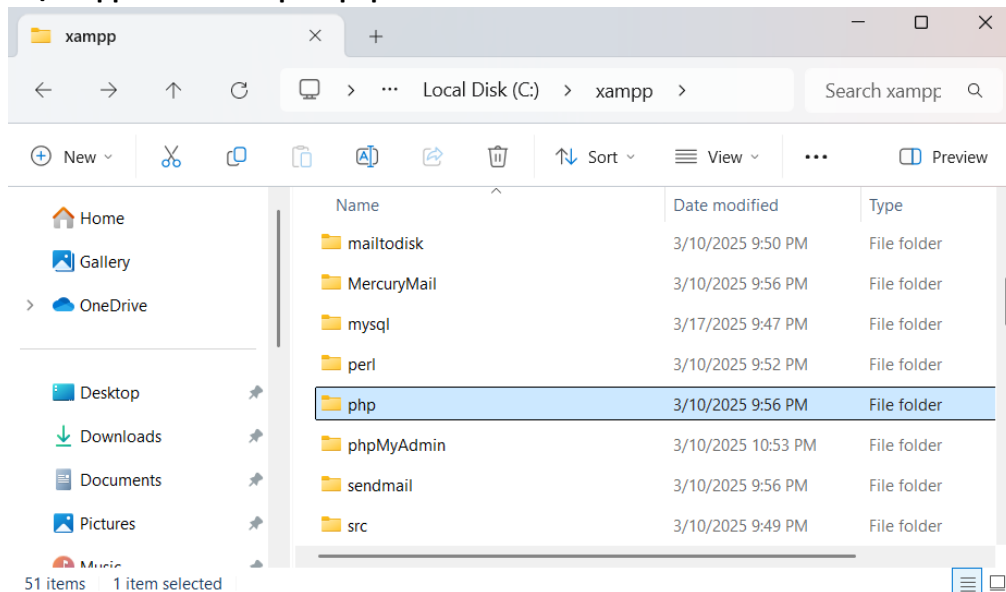 xampp
Local Disk (C:) xampp
Search xampp
New Sort View Preview
Name Date modified Type
Home
Gallery
OneDrive
Desktop
Downloads
Documents
Pictures
Music
mailtodisk 3/10/2025 9:50 PM File folder
MercuryMail 3/10/2025 9:56 PM File folder
mysql 3/17/2025 9:47 PM File folder
perl 3/10/2025 9:52 PM File folder
php 3/10/2025 9:56 PM File folder
phpMyAdmin 3/10/2025 10:53 PM File folder
sendmail 3/10/2025 9:56 PM File folder
src 3/10/2025 9:49 PM File folder
51 items 1 item selected